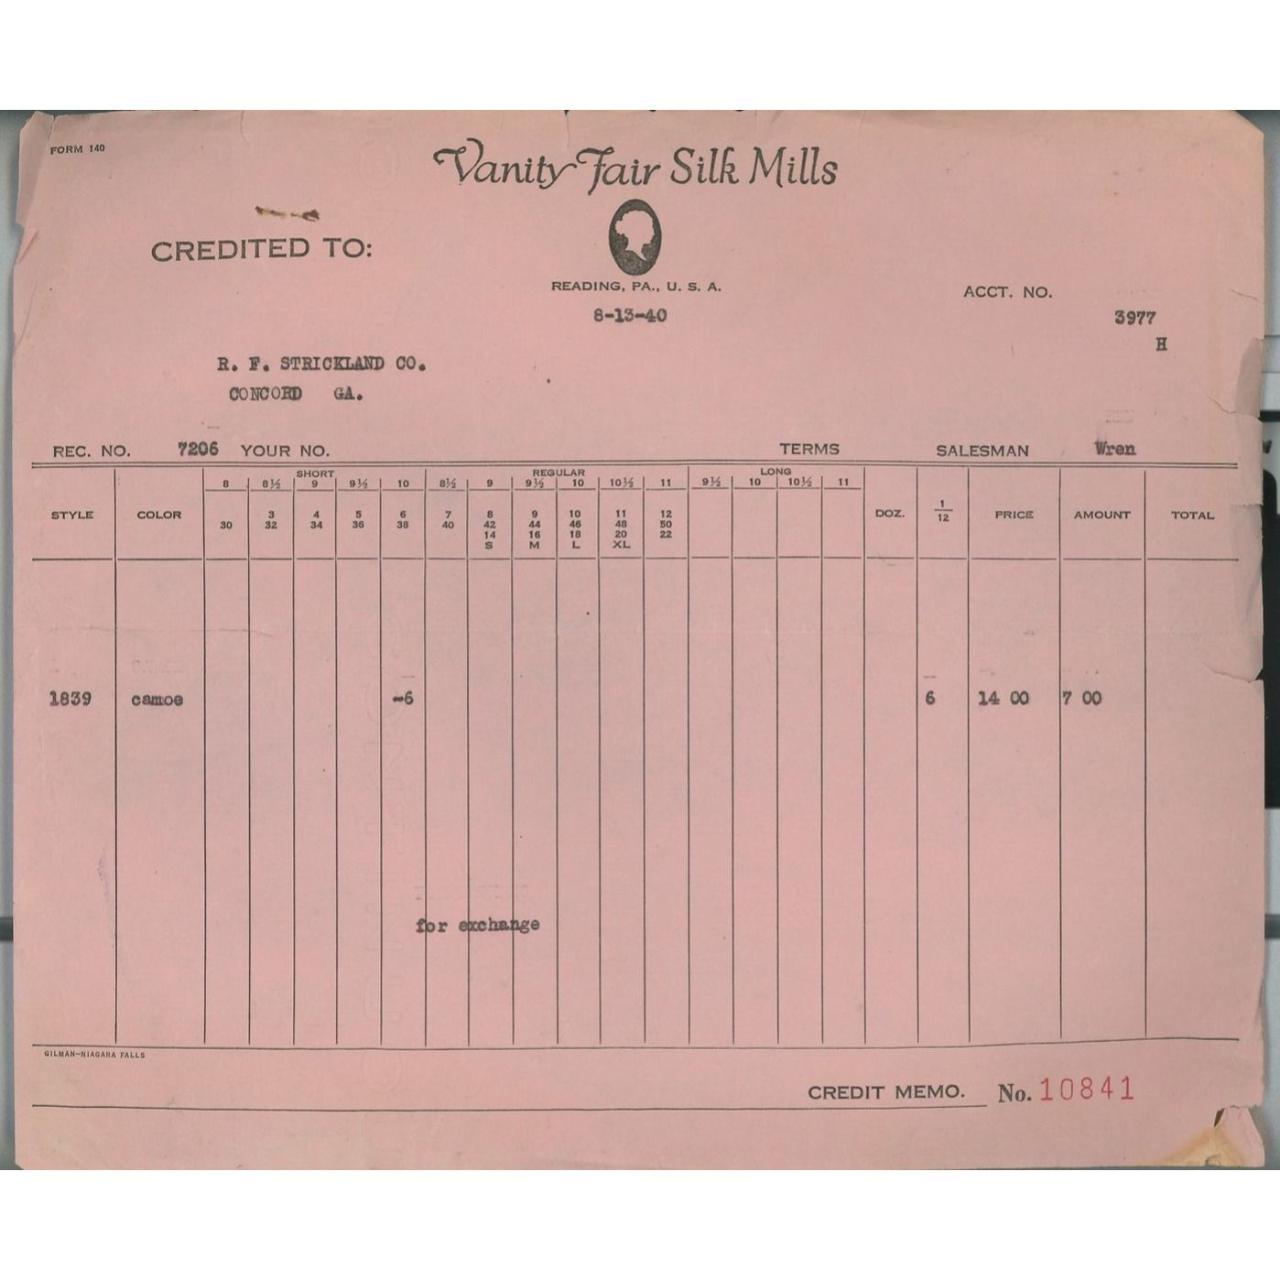 FORM 140
Vanity Fair Silk Mills
CREDITED TO:
READING, PA., U. S. A.
ACCT. NO.
8-13-40
3977
H
R. F. STRICKLAND CO.
CONCORD GA.
REC. NO. 7206 YOUR NO. TERMS SALESMAN Wren
SHORT REGULAR LONG
8 8½ 9 9½ 10 8½ 9 9½ 10 10½ 11 9½ 10 10½ 11
STYLE COLOR DOZ. 1/12 PRICE AMOUNT TOTAL
3 4 5 6 7 8 9 10 11 12
30 32 34 36 38 40 42 44 46 48 50
14 16 18 20 22
S M L XL
1839 camoe -6 6 14 00 7 00
for exchange
GILMAN-NIAGARA FALLS
CREDIT MEMO. No. 10841